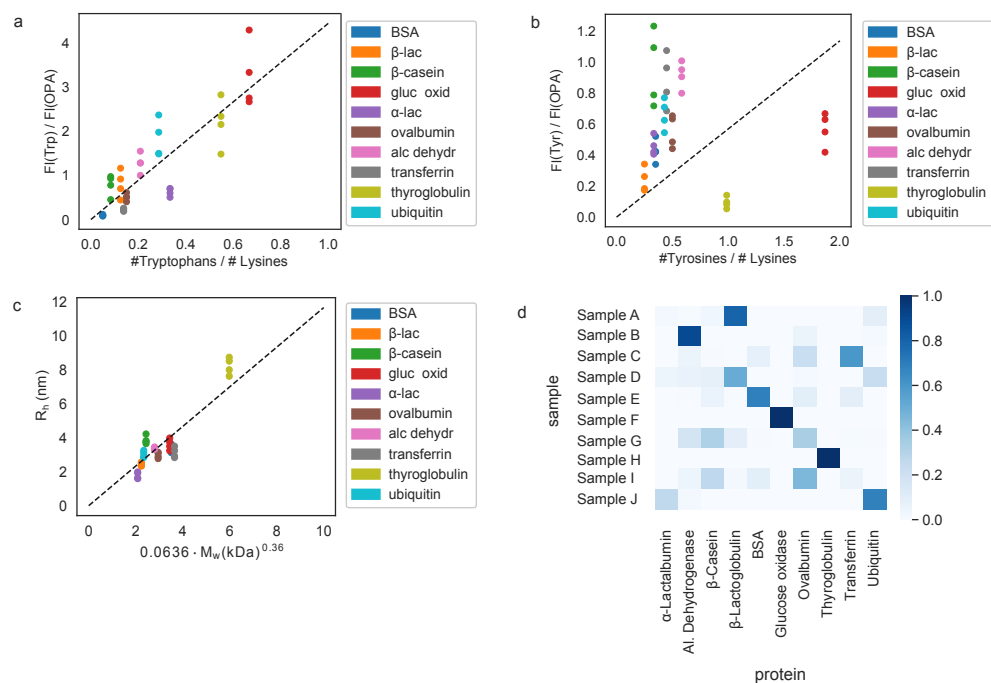 a
FI(Trp) / FI(OPA)
4
3
2
1
0
0.0 0.2 0.4 0.6 0.8 1.0
#Tryptophans / # Lysines
BSA
β-lac
β-casein
gluc oxid
α-lac
ovalbumin
alc dehydr
transferrin
thyroglobulin
ubiquitin
b
FI(Tyr) / FI(OPA)
1.2
1.0
0.8
0.6
0.4
0.2
0.0
0.0 0.5 1.0 1.5 2.0
#Tyrosines / # Lysines
BSA
β-lac
β-casein
gluc oxid
α-lac
ovalbumin
alc dehydr
transferrin
thyroglobulin
ubiquitin
c
R_h (nm)
12
10
8
6
4
2
0
0 2 4 6 8 10
0.0636 · M_w(kDa)^0.36
BSA
β-lac
β-casein
gluc oxid
α-lac
ovalbumin
alc dehydr
transferrin
thyroglobulin
ubiquitin
d
sample
Sample A
Sample B
Sample C
Sample D
Sample E
Sample F
Sample G
Sample H
Sample I
Sample J
α-Lactalbumin
Al. Dehydrogenase
β-Casein
β-Lactoglobulin
BSA
Glucose oxidase
Ovalbumin
Thyroglobulin
Transferrin
Ubiquitin
protein
1.0
0.8
0.6
0.4
0.2
0.0